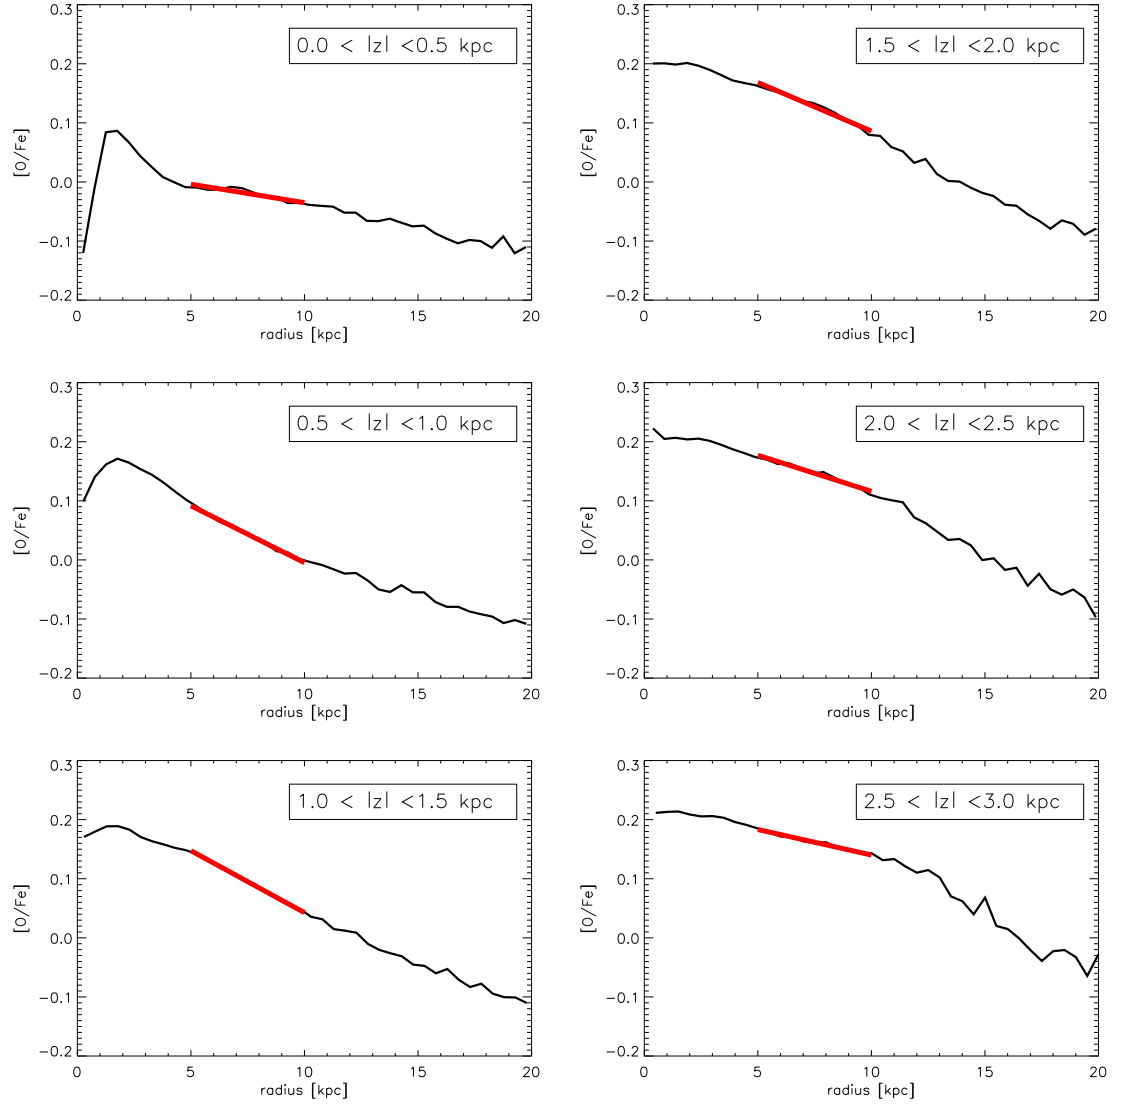 0.3
0.2
0.1
0.0
−0.1
−0.2
[O/Fe]
0.0 < |z| <0.5 kpc
0 5 10 15 20
radius [kpc]
0.3
0.2
0.1
0.0
−0.1
−0.2
[O/Fe]
1.5 < |z| <2.0 kpc
0 5 10 15 20
radius [kpc]
0.3
0.2
0.1
0.0
−0.1
−0.2
[O/Fe]
0.5 < |z| <1.0 kpc
0 5 10 15 20
radius [kpc]
0.3
0.2
0.1
0.0
−0.1
−0.2
[O/Fe]
2.0 < |z| <2.5 kpc
0 5 10 15 20
radius [kpc]
0.3
0.2
0.1
0.0
−0.1
−0.2
[O/Fe]
1.0 < |z| <1.5 kpc
0 5 10 15 20
radius [kpc]
0.3
0.2
0.1
0.0
−0.1
−0.2
[O/Fe]
2.5 < |z| <3.0 kpc
0 5 10 15 20
radius [kpc]